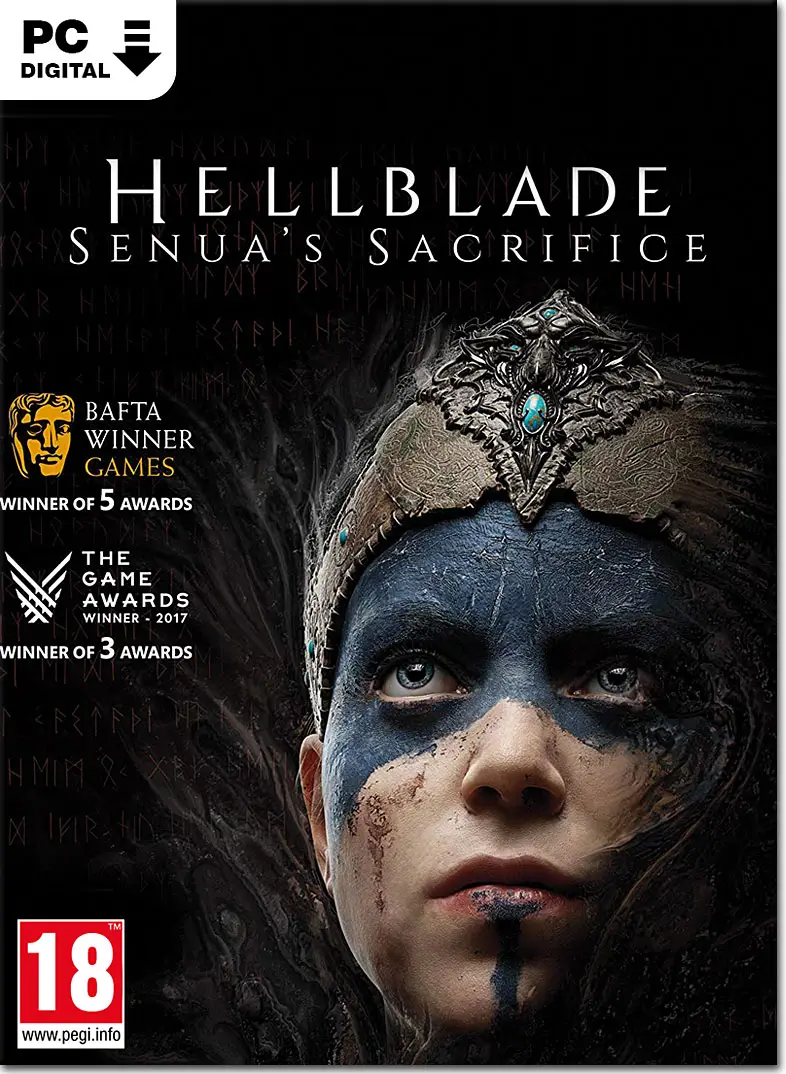 PC
DIGITAL
HELLBLADE
SENUA'S SACRIFICE
BAFTA
WINNER
GAMES
WINNER OF 5 AWARDS
THE
GAME
AWARDS
WINNER - 2017
WINNER OF 3 AWARDS
18™
www.pegi.info